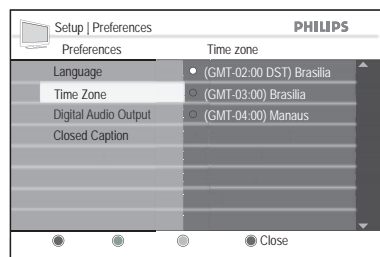 Setup | Preferences
PHILIPS
Preferences
Time zone
Language
Time Zone
Digital Audio Output
Closed Caption
(GMT-02:00 DST) Brasilia
(GMT-03:00) Brasilia
(GMT-04:00) Manaus
Close